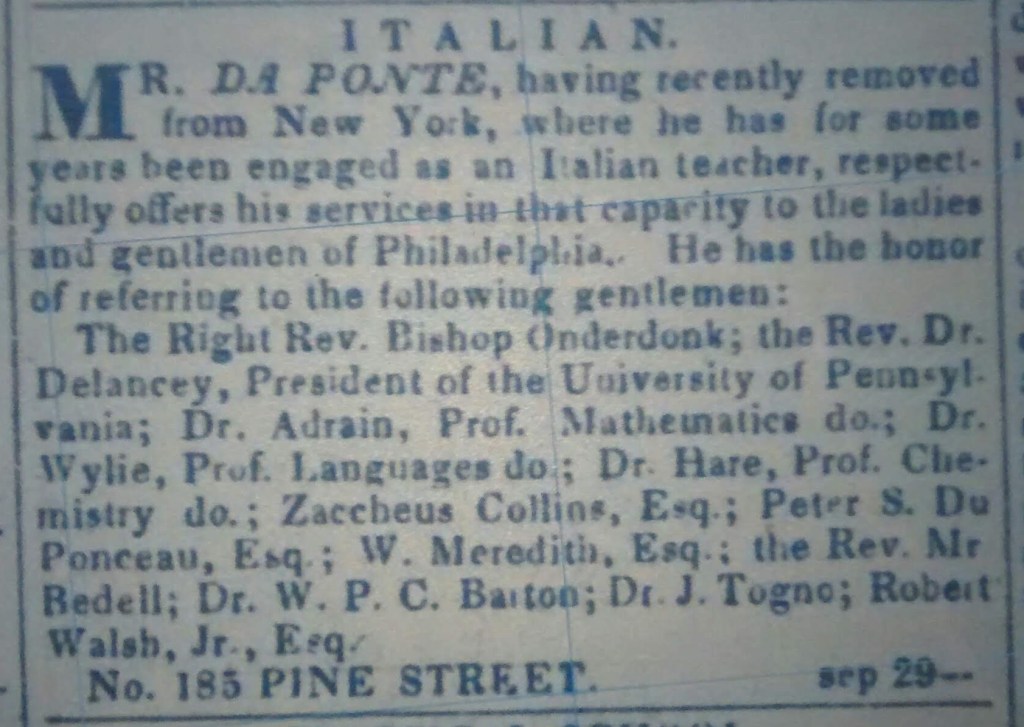 ITALIAN.
MR. DA PONTE, having recently removed
from New York, where he has for some
years been engaged as an Italian teacher, respect-
fully offers his services in that capacity to the ladies
and gentlemen of Philadelphia. He has the honor
of referring to the following gentlemen:
The Right Rev. Bishop Onderdonk; the Rev. Dr.
Delancey, President of the University of Pennsyl-
vania; Dr. Adrain, Prof. Mathematics do.; Dr.
Wylie, Prof. Languages do.; Dr. Hare, Prof. Che-
mistry do.; Zaccheus Collins, Esq.; Peter S. Du
Ponceau, Esq.; W. Meredith, Esq.; the Rev. Mr
Bedell; Dr. W. P. C. Barton; Dr. J. Togno; Robert
Walsh, Jr., Esq.
No. 185 PINE STREET. sep 29—